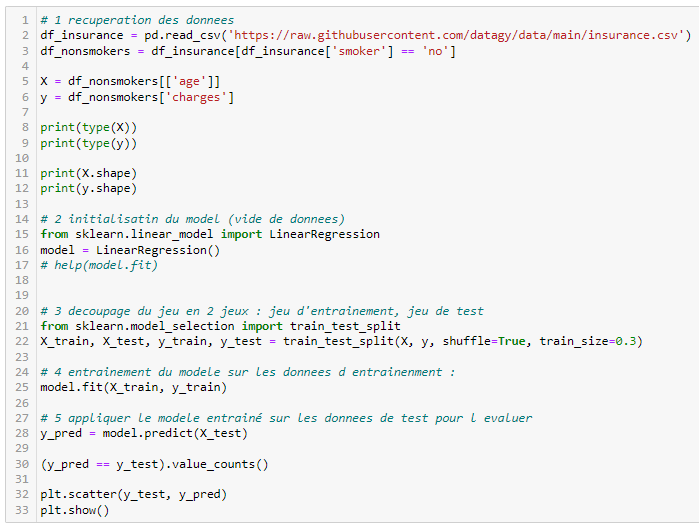 1 # 1 recuperation des donnees
2 df_insurance = pd.read_csv('https://raw.githubusercontent.com/datagy/data/main/insurance.csv')
3 df_nonsmokers = df_insurance[df_insurance['smoker'] == 'no']
4
5 X = df_nonsmokers[['age']]
6 y = df_nonsmokers['charges']
7
8 print(type(X))
9 print(type(y))
10
11 print(X.shape)
12 print(y.shape)
13
14 # 2 initialisatin du model (vide de donnees)
15 from sklearn.linear_model import LinearRegression
16 model = LinearRegression()
17 # help(model.fit)
18
19
20 # 3 decoupage du jeu en 2 jeux : jeu d'entrainement, jeu de test
21 from sklearn.model_selection import train_test_split
22 X_train, X_test, y_train, y_test = train_test_split(X, y, shuffle=True, train_size=0.3)
23
24 # 4 entrainement du modele sur les donnees d entrainenment :
25 model.fit(X_train, y_train)
26
27 # 5 appliquer le modele entrainé sur les donnees de test pour l evaluer
28 y_pred = model.predict(X_test)
29
30 (y_pred == y_test).value_counts()
31
32 plt.scatter(y_test, y_pred)
33 plt.show()